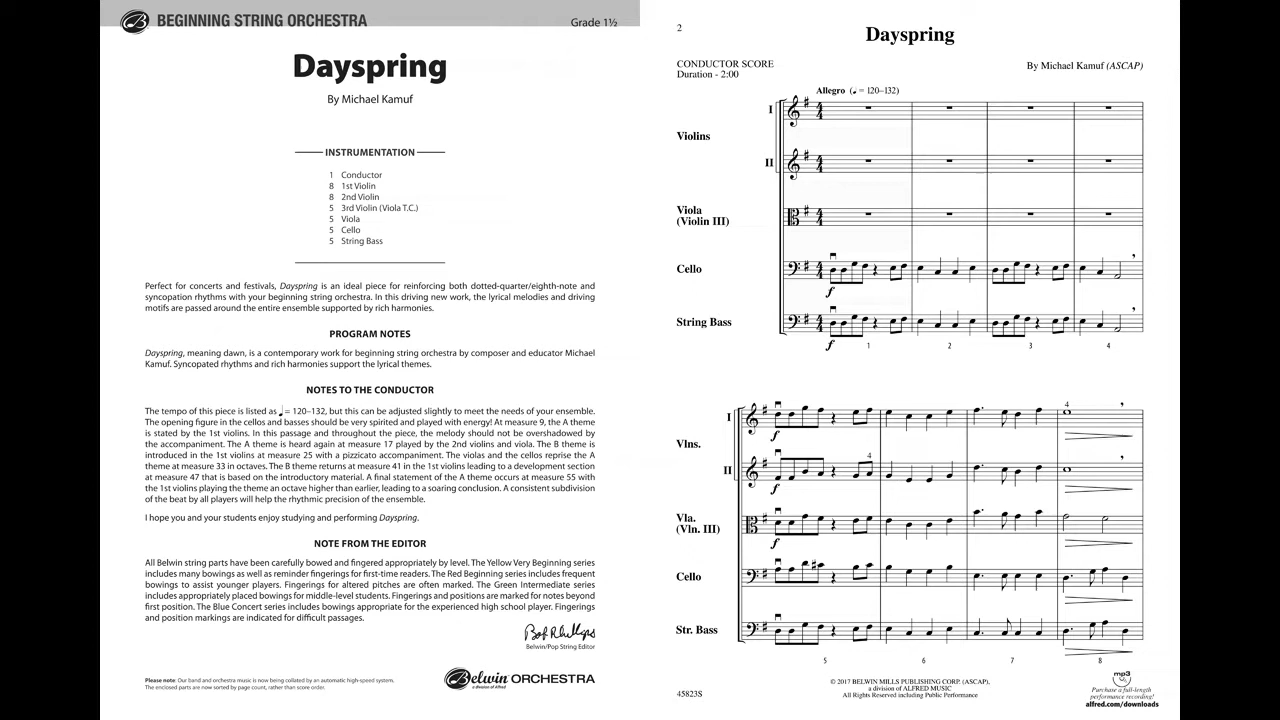 BEGINNING STRING ORCHESTRA
Grade 1½
Dayspring
By Michael Kamuf
INSTRUMENTATION
1 Conductor
8 1st Violin
8 2nd Violin
5 3rd Violin (Viola T.C.)
5 Viola
5 Cello
5 String Bass
Perfect for concerts and festivals, Dayspring is an ideal piece for reinforcing both dotted-quarter/eighth-note and
syncopation rhythms with your beginning string orchestra. In this driving new work, the lyrical melodies and driving
motifs are passed around the entire ensemble supported by rich harmonies.
PROGRAM NOTES
Dayspring, meaning dawn, is a contemporary work for beginning string orchestra by composer and educator Michael
Kamuf. Syncopated rhythms and rich harmonies support the lyrical themes.
NOTES TO THE CONDUCTOR
The tempo of this piece is listed as ♩ = 120–132, but this can be adjusted slightly to meet the needs of your ensemble.
The opening figure in the cellos and basses should be very spirited and played with energy! At measure 9, the A theme
is stated by the 1st violins. In this passage and throughout the piece, the melody should not be overshadowed by
the accompaniment. The A theme is heard again at measure 17 played by the 2nd violins and viola. The B theme is
introduced in the 1st violins at measure 25 with a pizzicato accompaniment. The violas and the cellos reprise the A
theme at measure 33 in octaves. The B theme returns at measure 41 in the 1st violins leading to a development section
at measure 47 that is based on the introductory material. A final statement of the A theme occurs at measure 55 with
the 1st violins playing the theme an octave higher than earlier, leading to a soaring conclusion. A consistent subdivision
of the beat by all players will help the rhythmic precision of the ensemble.
I hope you and your students enjoy studying and performing Dayspring.
NOTE FROM THE EDITOR
All Belwin string parts have been carefully bowed and fingered appropriately by level. The Yellow Very Beginning series
includes many bowings as well as reminder fingerings for first-time readers. The Red Beginning series includes frequent
bowings to assist younger players. Fingerings for altered pitches are often marked. The Green Intermediate series
includes appropriately placed bowings for middle-level students. Fingerings and positions are marked for notes beyond
first position. The Blue Concert series includes bowings appropriate for the experienced high school player. Fingerings
and position markings are indicated for difficult passages.
Bob Phillips
Belwin/Pop String Editor
Please note: Our band and orchestra music is now being collated by an automatic high-speed system.
The enclosed parts are now sorted by page count, rather than score order.
Belwin ORCHESTRA
a division of Alfred
2
Dayspring
CONDUCTOR SCORE
Duration - 2:00
By Michael Kamuf (ASCAP)
Allegro (♩ = 120–132)
I
Violins
II
Viola
(Violin III)
Cello
f
String Bass
f
1 2 3 4
4
I
f
Vlns.
4
II
f
Vla.
(Vln. III)
f
Cello
Str. Bass
5 6 7 8
45823S
© 2017 BELWIN MILLS PUBLISHING CORP. (ASCAP),
a division of ALFRED MUSIC
All Rights Reserved including Public Performance
mp3
Purchase a full-length
performance recording!
alfred.com/downloads